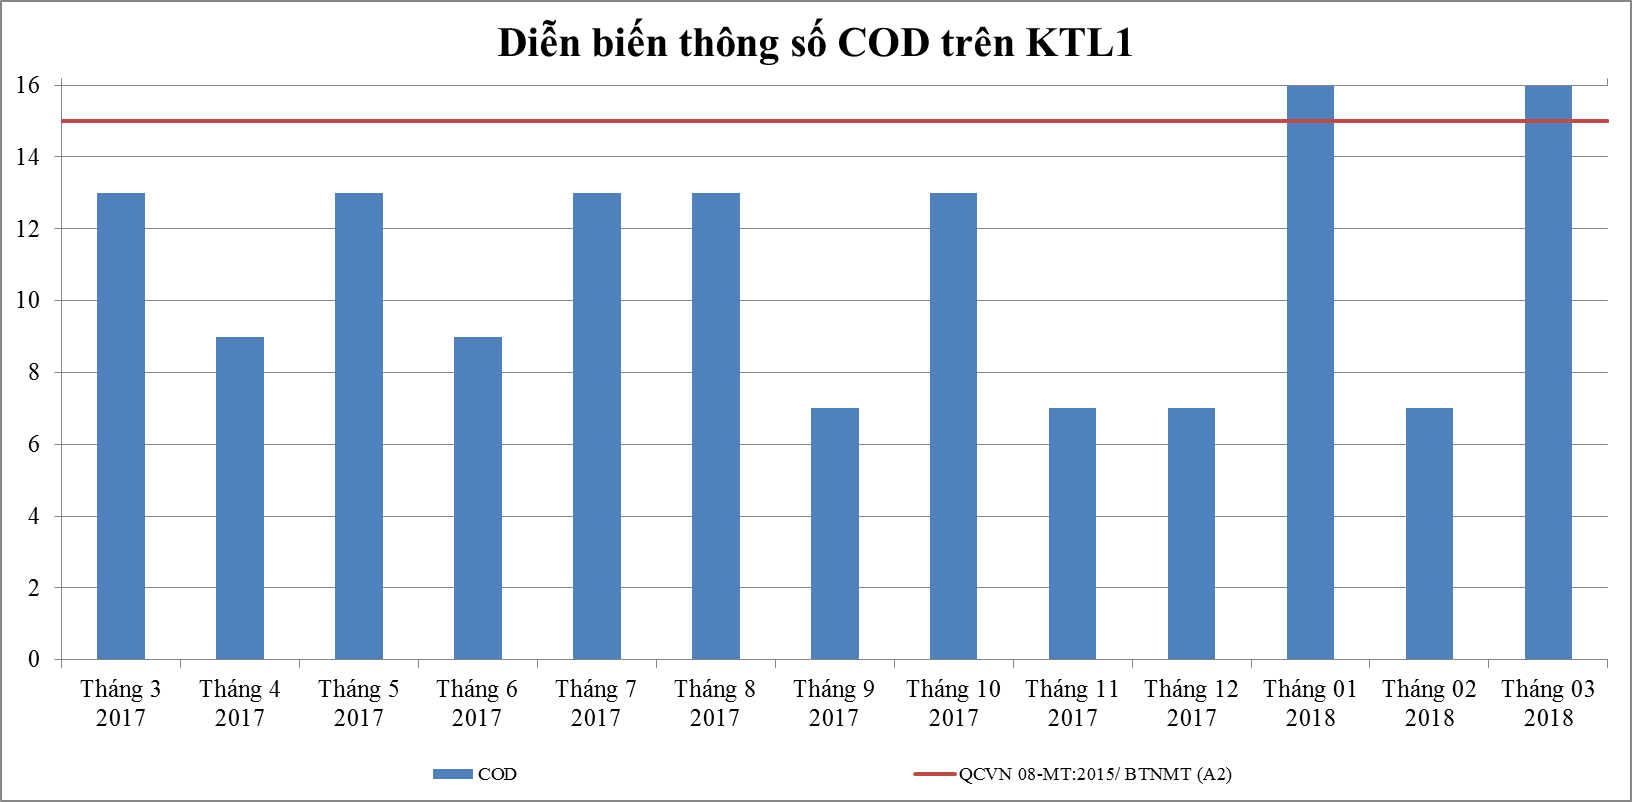 Diễn biến thông số COD trên KTL1
16
14
12
10
8
6
4
2
0
Tháng 3 Tháng 4 Tháng 5 Tháng 6 Tháng 7 Tháng 8 Tháng 9 Tháng 10 Tháng 11 Tháng 12 Tháng 01 Tháng 02 Tháng 03
2017 2017 2017 2017 2017 2017 2017 2017 2017 2017 2018 2018 2018
COD QCVN 08-MT:2015/ BTNMT (A2)